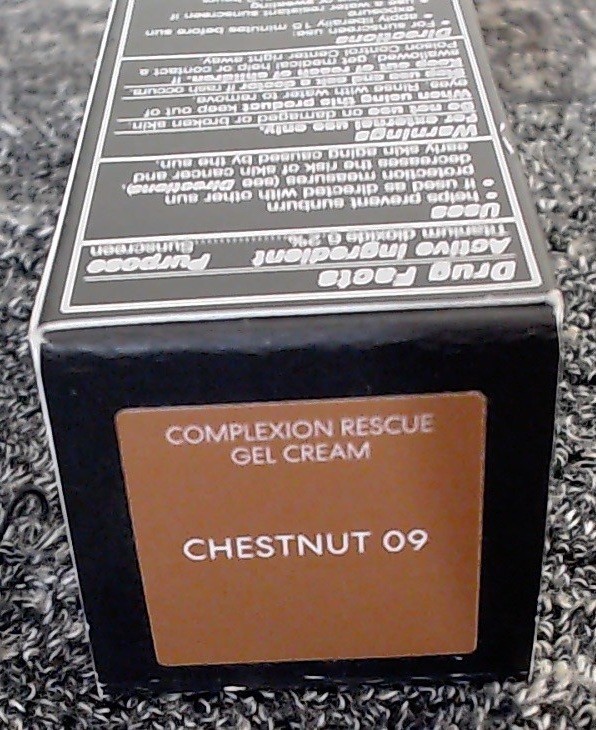 COMPLEXION RESCUE
GEL CREAM
CHESTNUT 09
Drug Facts
Active Ingredient Purpose
Titanium dioxide 6.2% Sunscreen
Uses
• helps prevent sunburn
• if used as directed with other sun
protection measures (see Directions),
decreases the risk of skin cancer and
early skin aging caused by the sun.
Warnings
For external use only.
Do not use on damaged or broken skin.
When using this product keep out of
eyes. Rinse with water to remove.
Stop use and ask a doctor if rash occurs.
Keep out of reach of children. If
swallowed, get medical help or contact a
Poison Control Center right away.
Directions
• For sunscreen use:
• apply liberally 15 minutes before sun